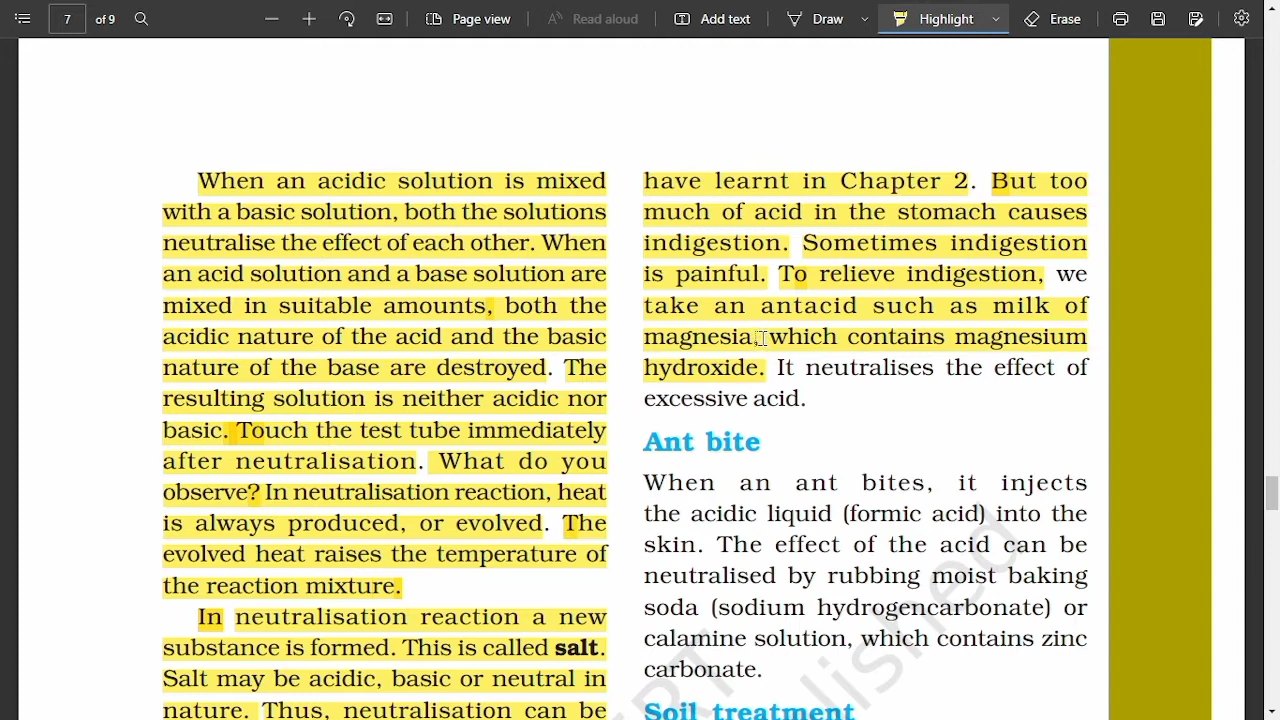 7 of 9 Page view Read aloud Add text Draw Highlight Erase
When an acidic solution is mixed
with a basic solution, both the solutions
neutralise the effect of each other. When
an acid solution and a base solution are
mixed in suitable amounts, both the
acidic nature of the acid and the basic
nature of the base are destroyed. The
resulting solution is neither acidic nor
basic. Touch the test tube immediately
after neutralisation. What do you
observe? In neutralisation reaction, heat
is always produced, or evolved. The
evolved heat raises the temperature of
the reaction mixture.
In neutralisation reaction a new
substance is formed. This is called salt.
Salt may be acidic, basic or neutral in
nature. Thus, neutralisation can be
have learnt in Chapter 2. But too
much of acid in the stomach causes
indigestion. Sometimes indigestion
is painful. To relieve indigestion, we
take an antacid such as milk of
magnesia, which contains magnesium
hydroxide. It neutralises the effect of
excessive acid.
Ant bite
When an ant bites, it injects
the acidic liquid (formic acid) into the
skin. The effect of the acid can be
neutralised by rubbing moist baking
soda (sodium hydrogencarbonate) or
calamine solution, which contains zinc
carbonate.
Soil treatment